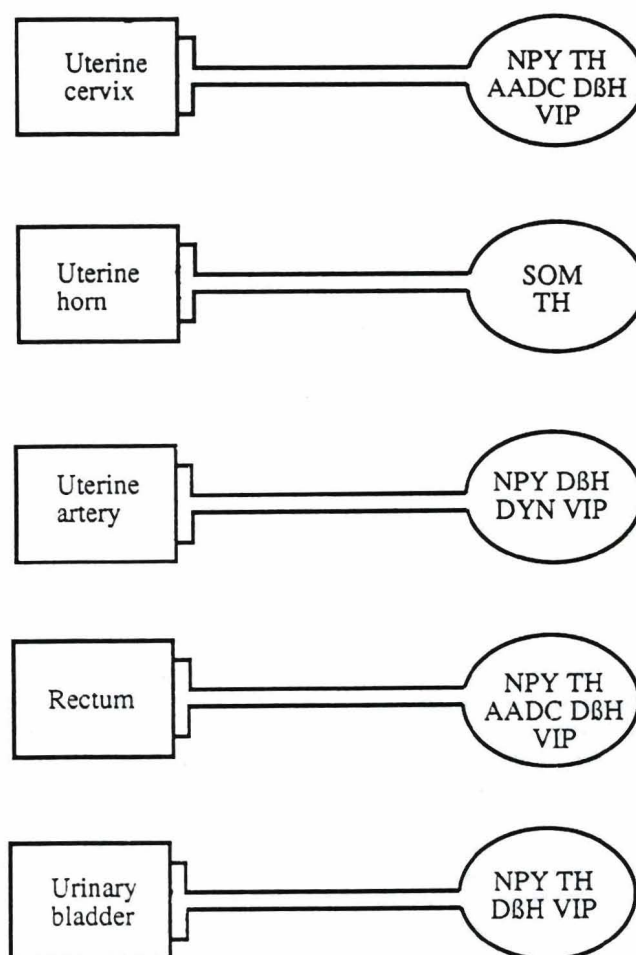 Uterine
cervix
NPY TH
AADC DßH
VIP
Uterine
horn
SOM
TH
Uterine
artery
NPY DßH
DYN VIP
Rectum
NPY TH
AADC DßH
VIP
Urinary
bladder
NPY TH
DßH VIP